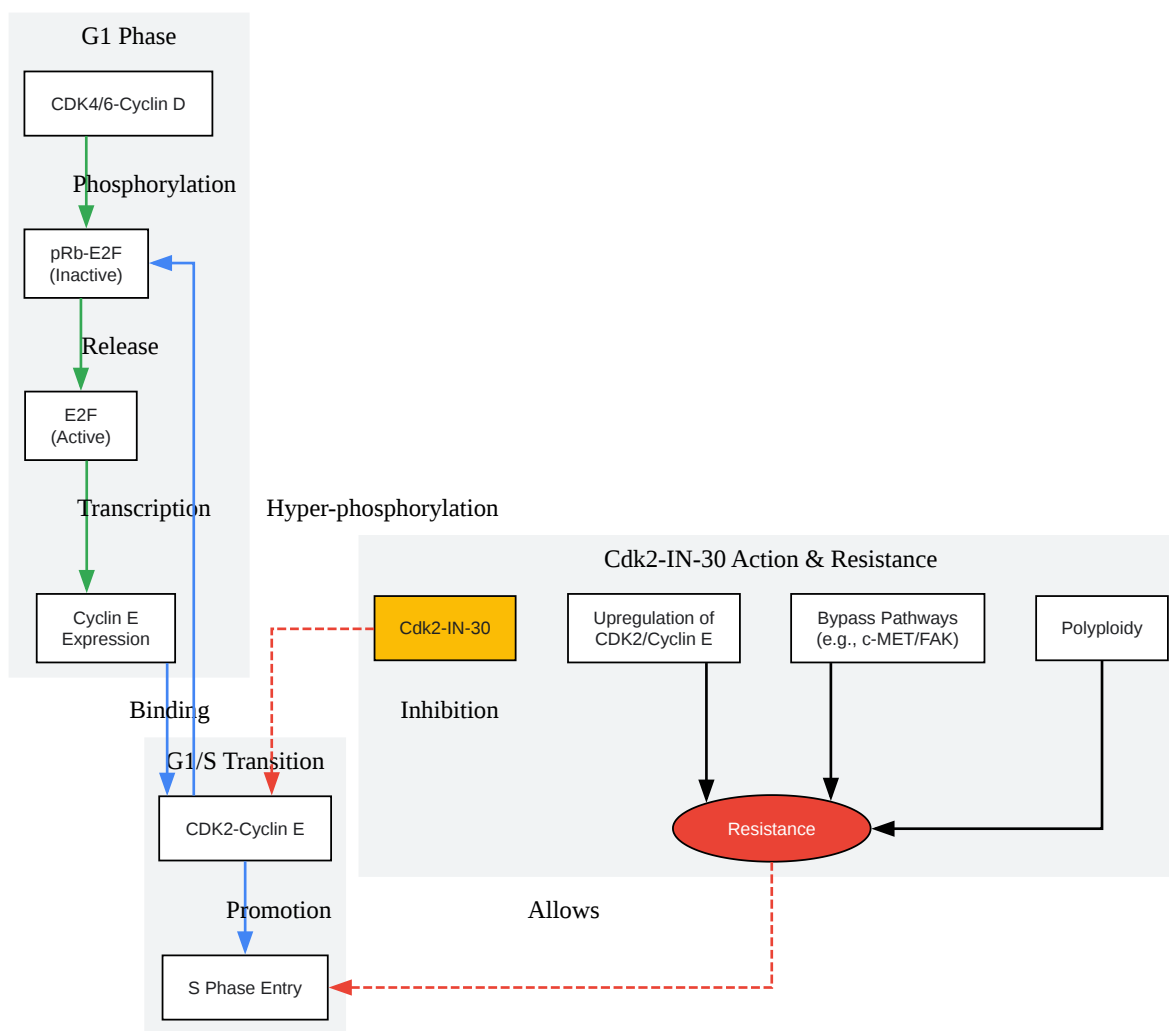 G1 Phase
CDK4/6-Cyclin D
Phosphorylation
pRb-E2F
(Inactive)
Release
E2F
(Active)
Transcription
Hyper-phosphorylation
Cyclin E
Expression
Cdk2-IN-30 Action & Resistance
Cdk2-IN-30
Upregulation of
CDK2/Cyclin E
Bypass Pathways
(e.g., c-MET/FAK)
Polyploidy
Binding
Inhibition
G1/S Transition
CDK2-Cyclin E
Resistance
Promotion
Allows
S Phase Entry